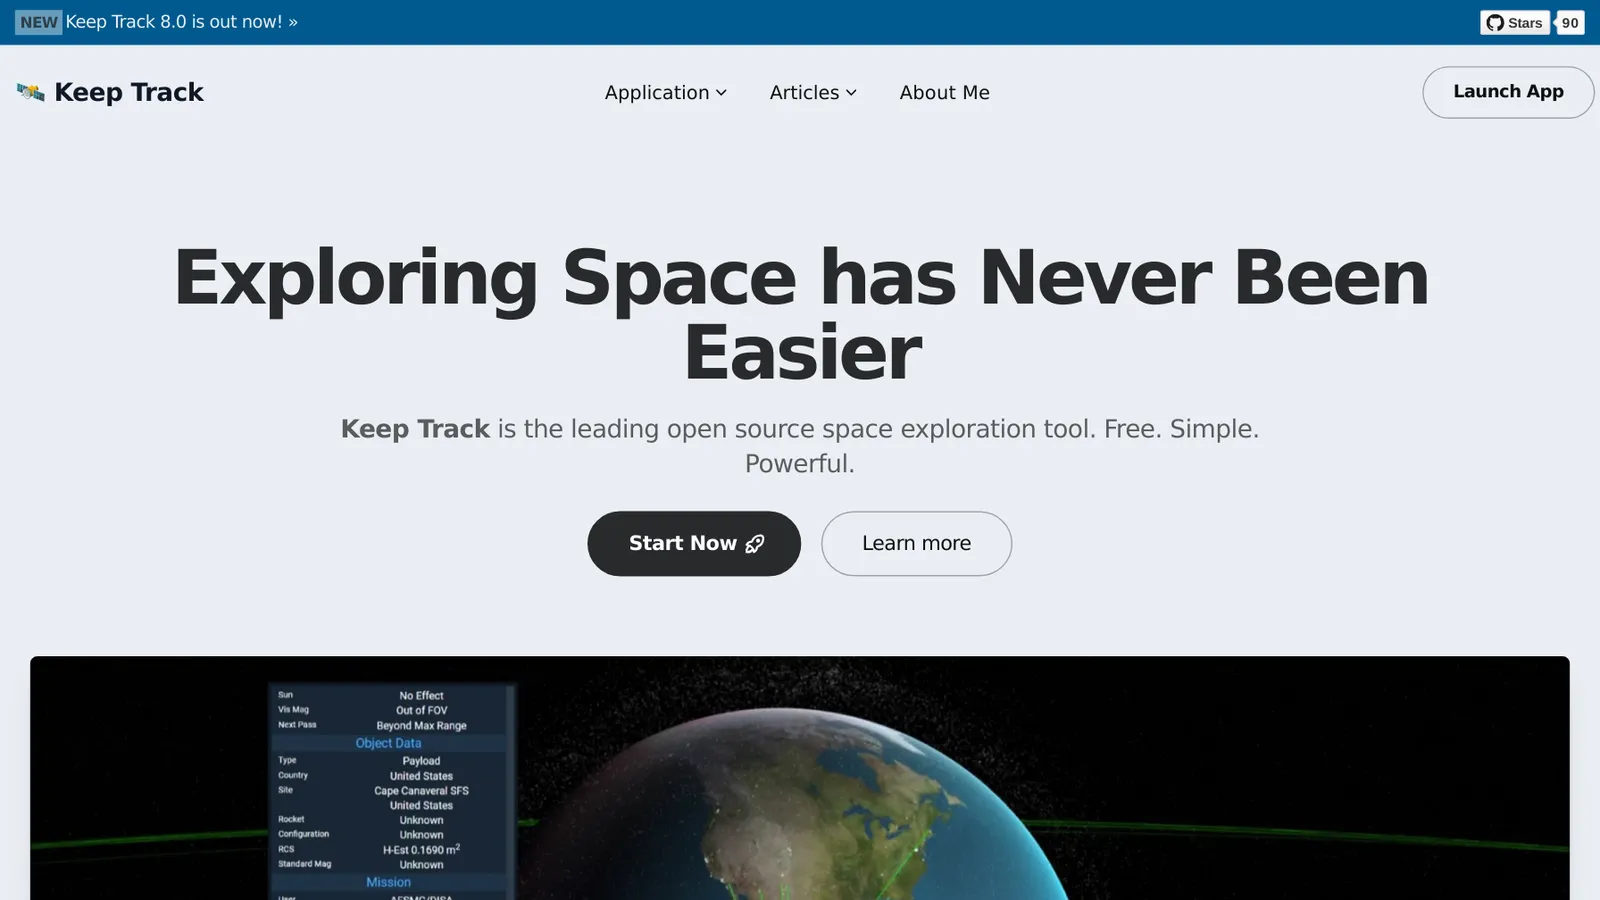 NEW Keep Track 8.0 is out now! »
Stars 90
Keep Track
Application
Articles
About Me
Launch App
Exploring Space has Never Been
Easier
Keep Track is the leading open source space exploration tool. Free. Simple.
Powerful.
Start Now
Learn more
Sun No Effect
Vis Mag Out of FOV
Next Pass Beyond Max Range
Object Data
Type Payload
Country United States
Site Cape Canaveral SFS
United States
Rocket Unknown
Configuration Unknown
RCS H-Est 0.1690 m²
Standard Mag Unknown
Mission
User AFSMC/DISA